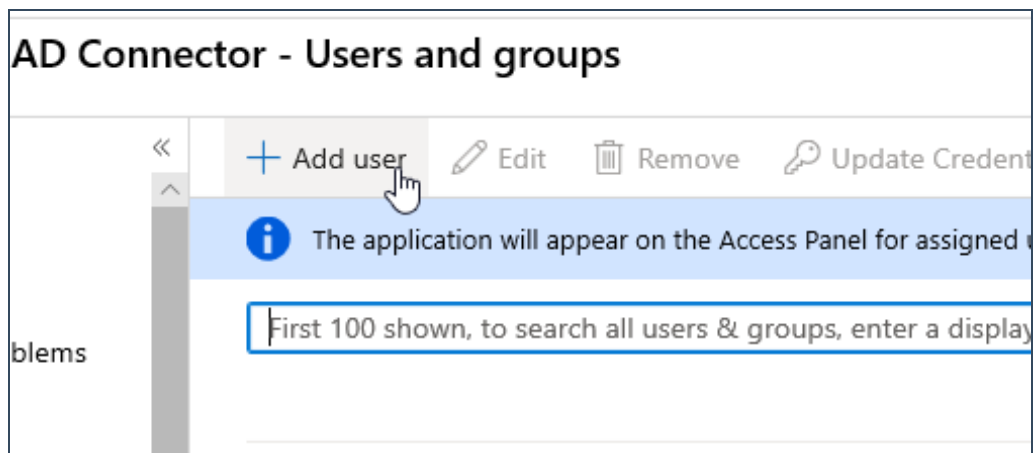 AD Connector - Users and groups
Add user Edit Remove Update Credent
The application will appear on the Access Panel for assigned
First 100 shown, to search all users & groups, enter a display
blems